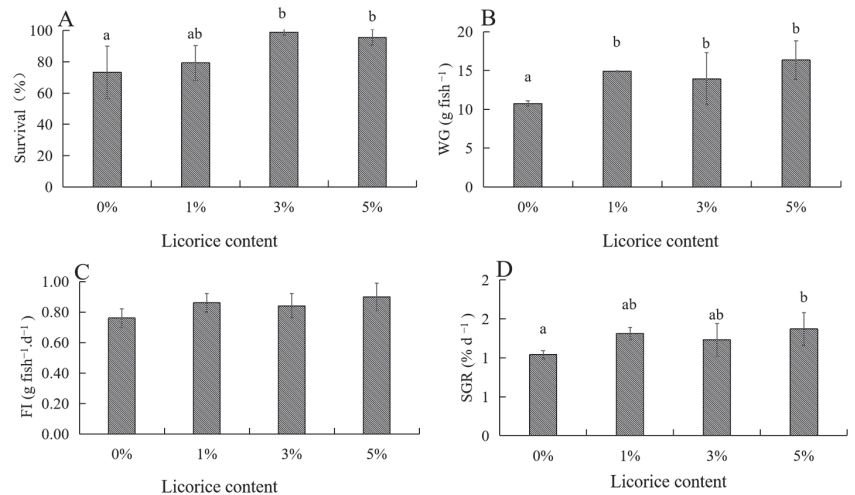 A
Survival (%)
100
80
60
40
20
0
a
ab
b
b
0%
1%
3%
5%
Licorice content
B
WG (g fish ⁻¹)
20
15
10
5
0
a
b
b
b
0%
1%
3%
5%
Licorice content
C
FI (g fish⁻¹.d⁻¹)
1.00
0.80
0.60
0.40
0.20
0.00
0%
1%
3%
5%
Licorice content
D
SGR (% d ⁻¹)
2
2
1
1
0
a
ab
ab
b
0%
1%
3%
5%
Licorice content